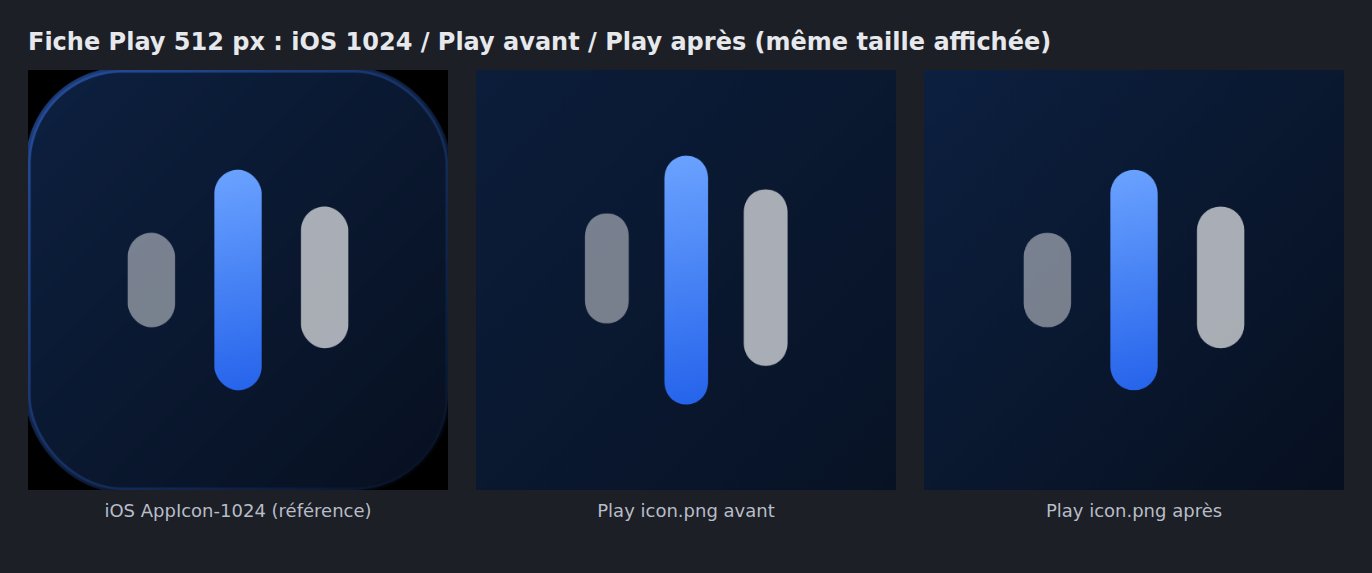 Fiche Play 512 px : iOS 1024 / Play avant / Play après (même taille affichée)
iOS AppIcon-1024 (référence)
Play icon.png avant
Play icon.png après